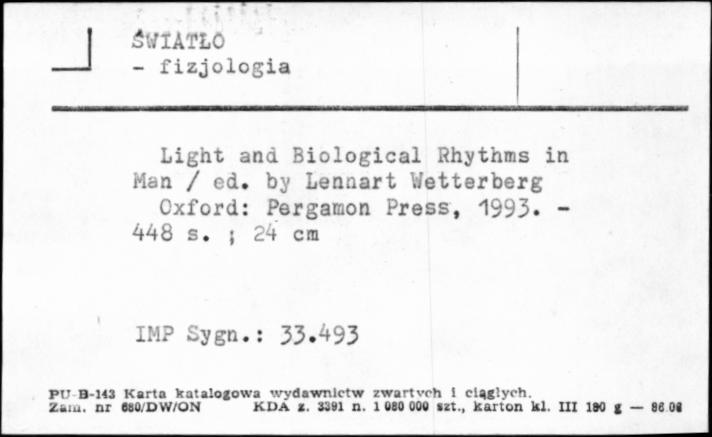 ŚWIATŁO
- fizjologia
Light and Biological Rhythms in
Man / ed. by Lennart Wetterberg
Oxford: Pergamon Press, 1993. -
448 s. ; 24 cm
IMP Sygn.: 33.493
PU-B-143 Karta katalogowa wydawnictw zwartych i ciągłych.
Zam. nr 680/DW/ON KDA z. 3391 n. 1 080 000 szt., karton kl. III 180 g — 86.08